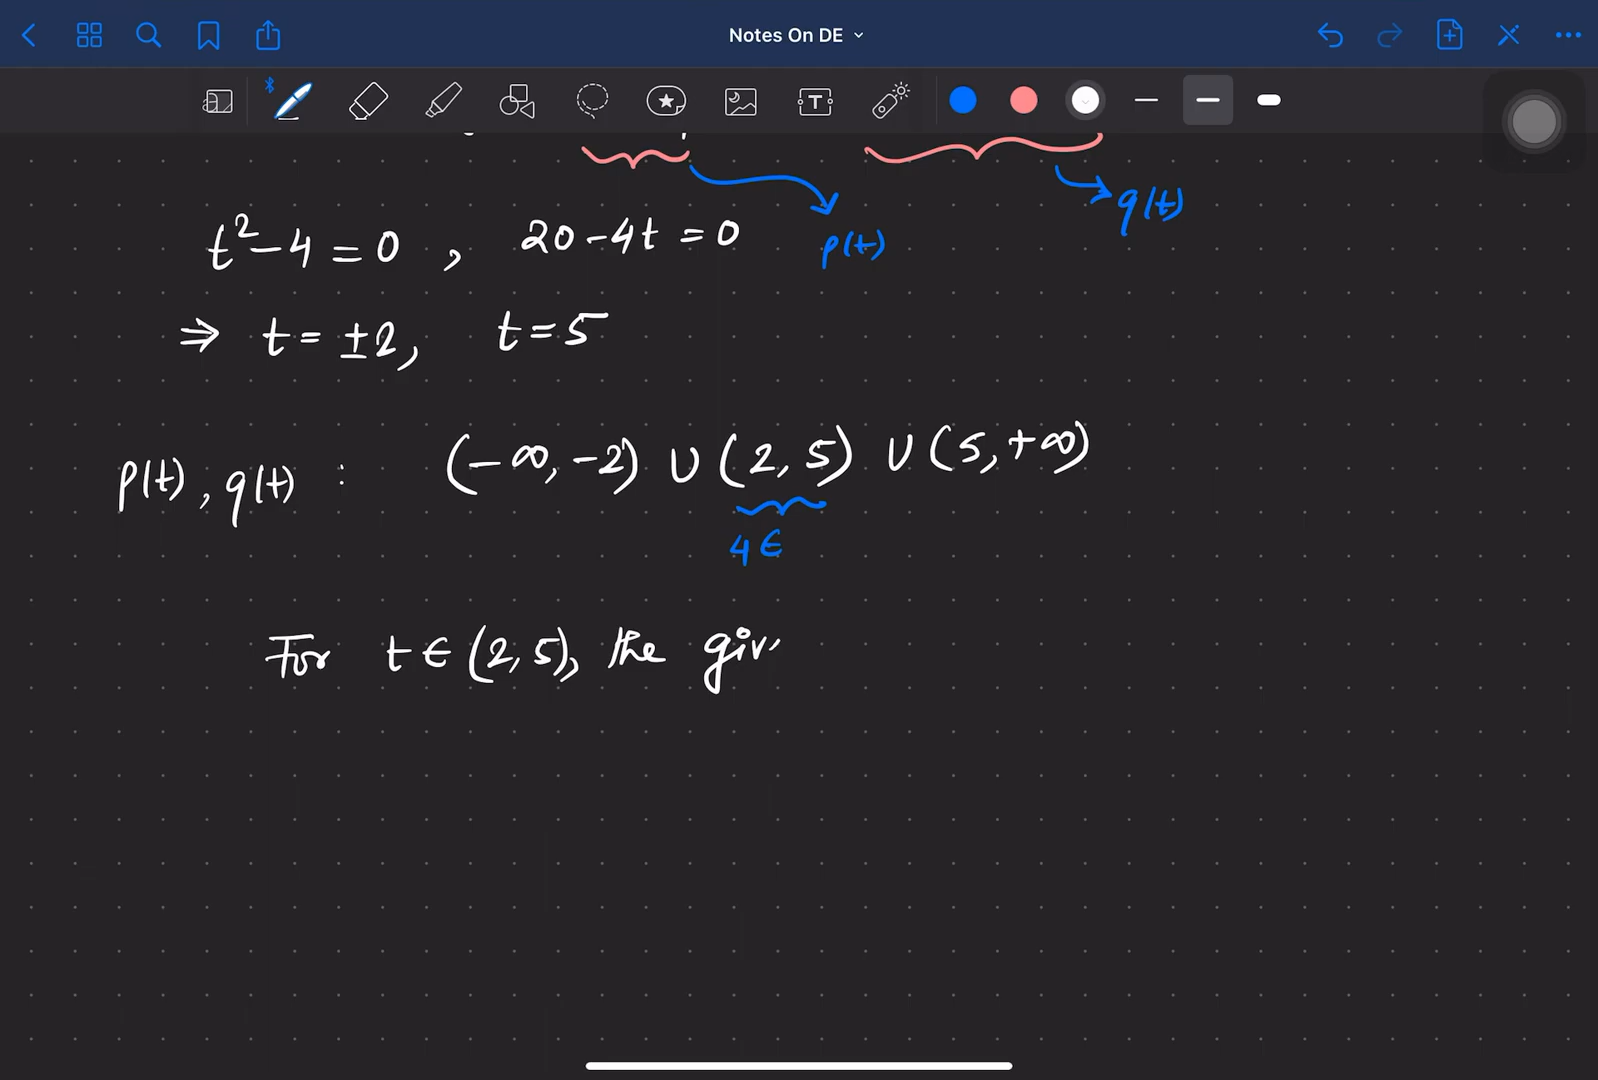 Notes On DE
q(t)
t² - 4 = 0 , 20 - 4t = 0 p(t)
⇒ t = ±2, t = 5
p(t), q(t) : (-∞, -2) ∪ (2, 5) ∪ (5, +∞)
4 ∈
For t ∈ (2, 5), the giv